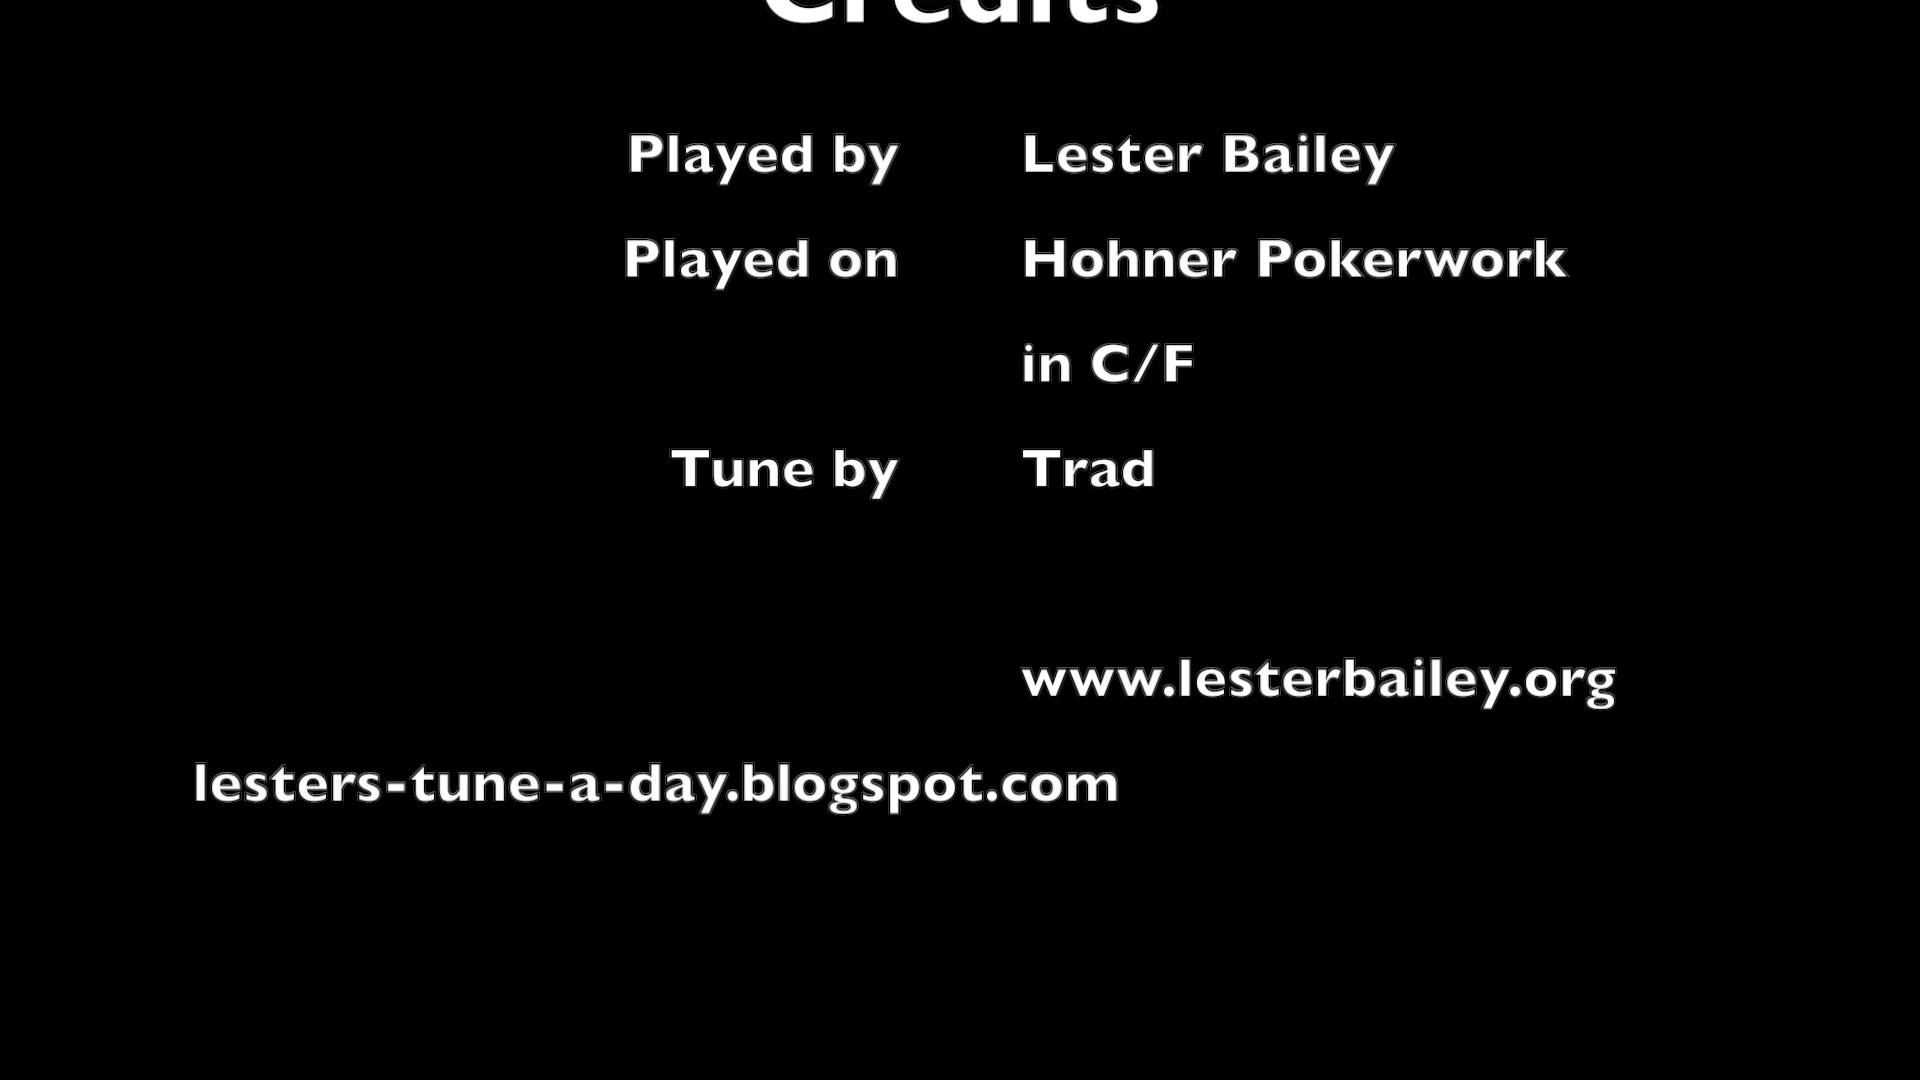 Credits
Played by Lester Bailey
Played on Hohner Pokerwork
in C/F
Tune by Trad
www.lesterbailey.org
lesters-tune-a-day.blogspot.com